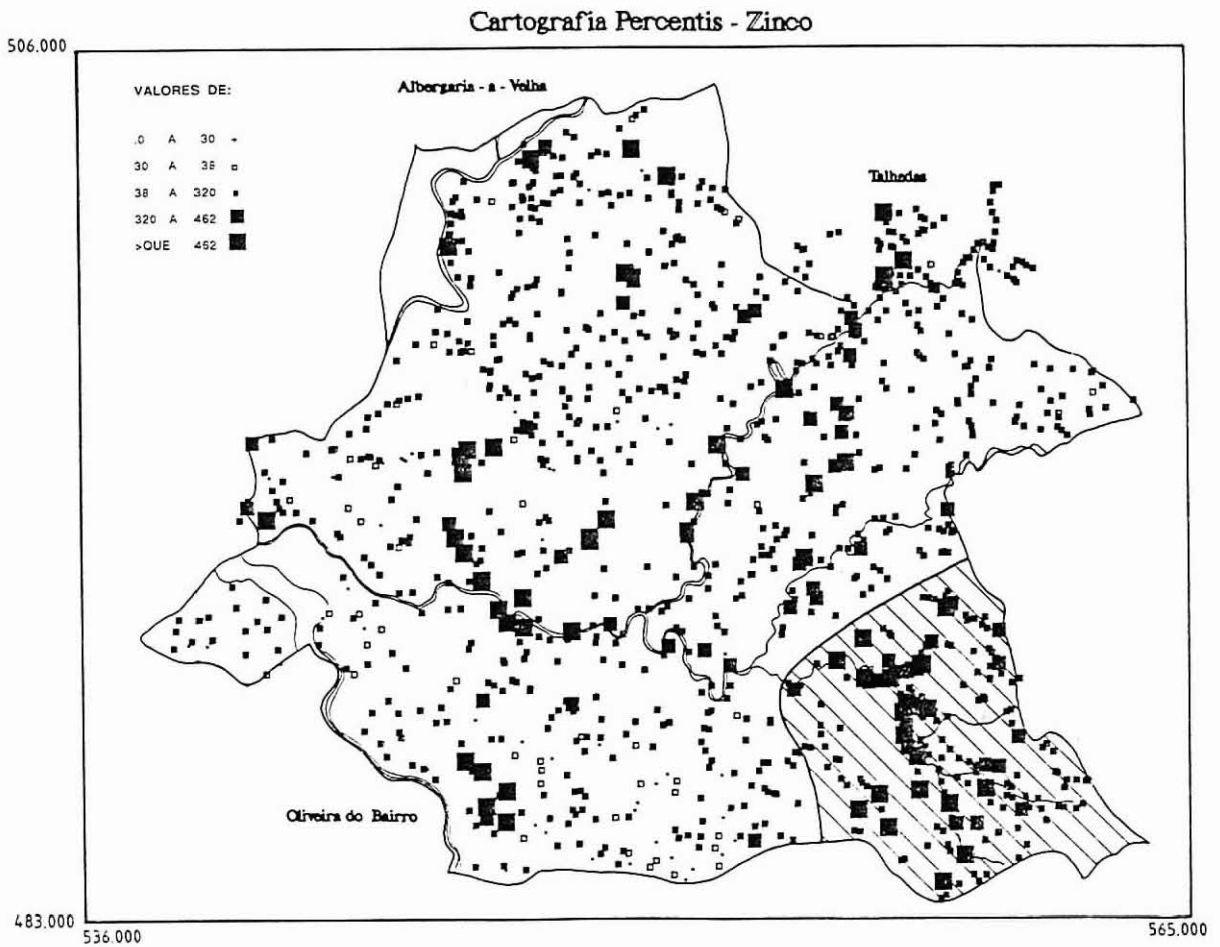 Cartografía Percentis - Zinco
506.000
VALORES DE:
.0 A 30
30 A 38
38 A 320
320 A 462
>QUE 462
Albergaria - a - Velha
Talhadas
Oliveira do Bairro
483.000
536.000
565.000